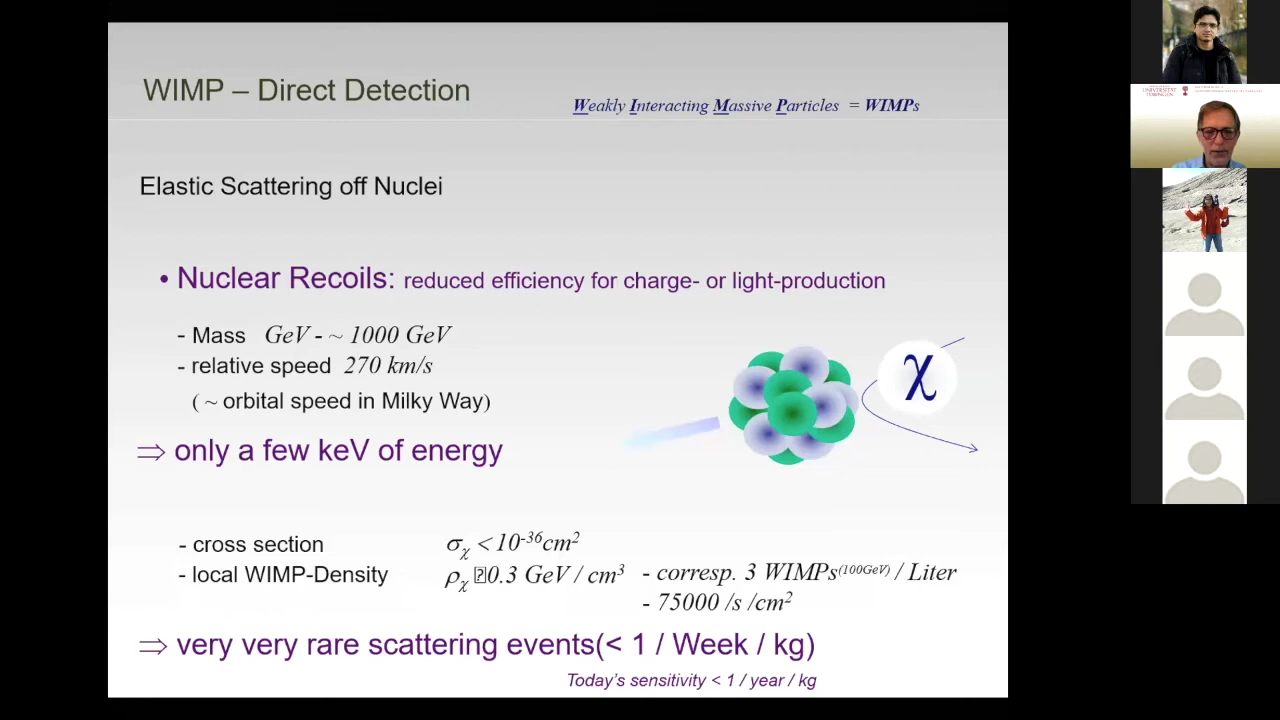 WIMP – Direct Detection
Weakly Interacting Massive Particles = WIMPs
Elastic Scattering off Nuclei
• Nuclear Recoils: reduced efficiency for charge- or light-production
- Mass GeV - ~ 1000 GeV
- relative speed 270 km/s
( ~ orbital speed in Milky Way)
⇒ only a few keV of energy
χ
- cross section σχ < 10⁻³⁶cm²
- local WIMP-Density ρχ 0.3 GeV / cm³ - corresp. 3 WIMPs(100GeV) / Liter
- 75000 /s /cm²
⇒ very very rare scattering events(< 1 / Week / kg)
Today's sensitivity < 1 / year / kg